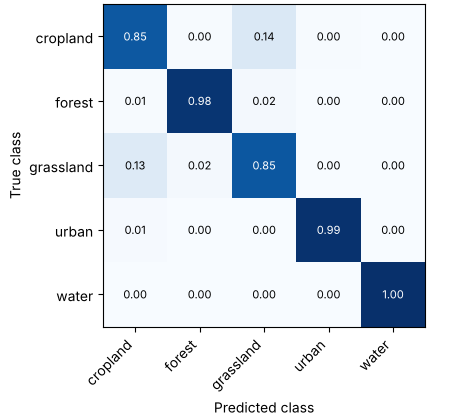 cropland 0.85 0.00 0.14 0.00 0.00
forest 0.01 0.98 0.02 0.00 0.00
grassland 0.13 0.02 0.85 0.00 0.00
urban 0.01 0.00 0.00 0.99 0.00
water 0.00 0.00 0.00 0.00 1.00
True class
cropland forest grassland urban water
Predicted class